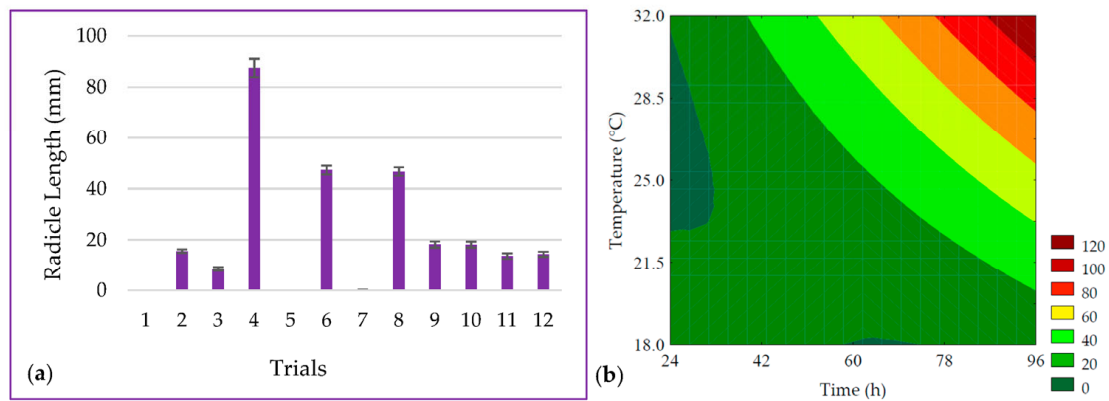 100
80
60
40
20
0
Radicle Length (mm)
1 2 3 4 5 6 7 8 9 10 11 12
Trials
(a)
32.0
28.5
25.0
21.5
18.0
Temperature (°C)
24 42 60 78 96
Time (h)
(b)
120
100
80
60
40
20
0